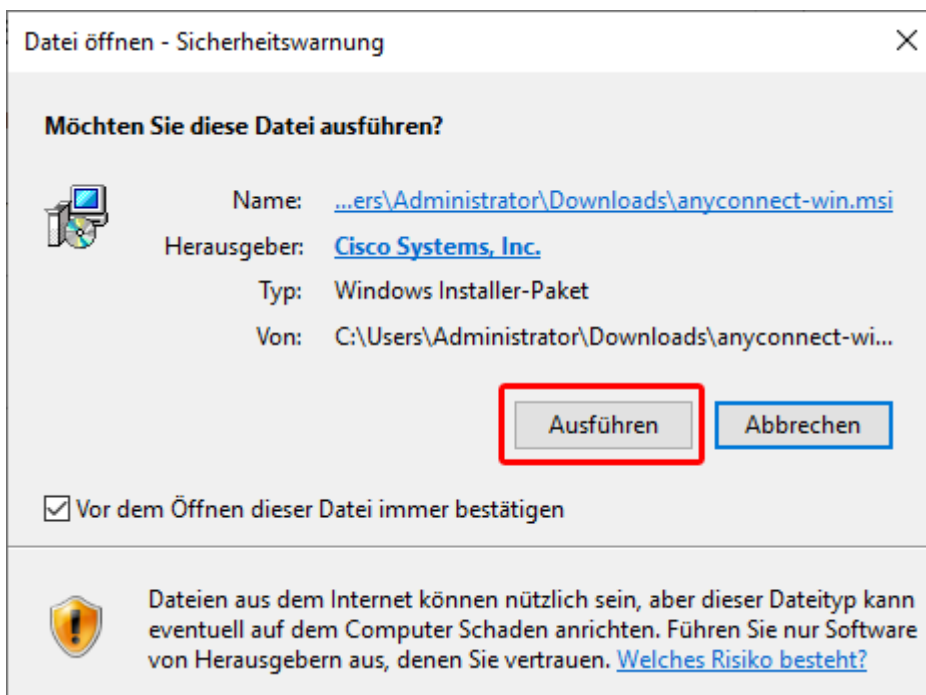 Datei öffnen - Sicherheitswarnung
Möchten Sie diese Datei ausführen?
Name: ...ers\Administrator\Downloads\anyconnect-win.msi
Herausgeber: Cisco Systems, Inc.
Typ: Windows Installer-Paket
Von: C:\Users\Administrator\Downloads\anyconnect-wi...
Ausführen Abbrechen
Vor dem Öffnen dieser Datei immer bestätigen
Dateien aus dem Internet können nützlich sein, aber dieser Dateityp kann
eventuell auf dem Computer Schaden anrichten. Führen Sie nur Software
von Herausgebern aus, denen Sie vertrauen. Welches Risiko besteht?